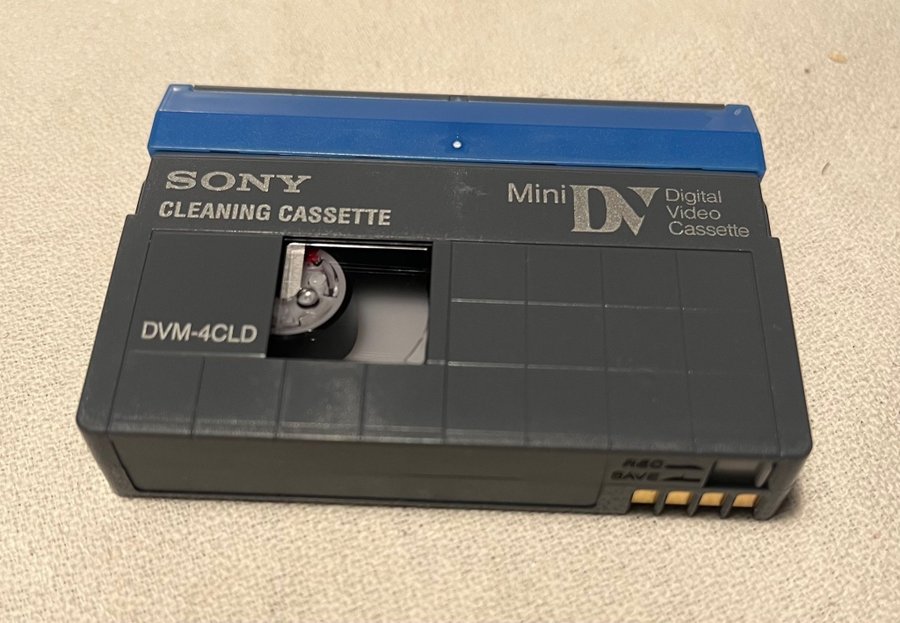 SONY
CLEANING CASSETTE
Mini DV Digital
Video
Cassette
DVM-4CLD
REC
SAVE